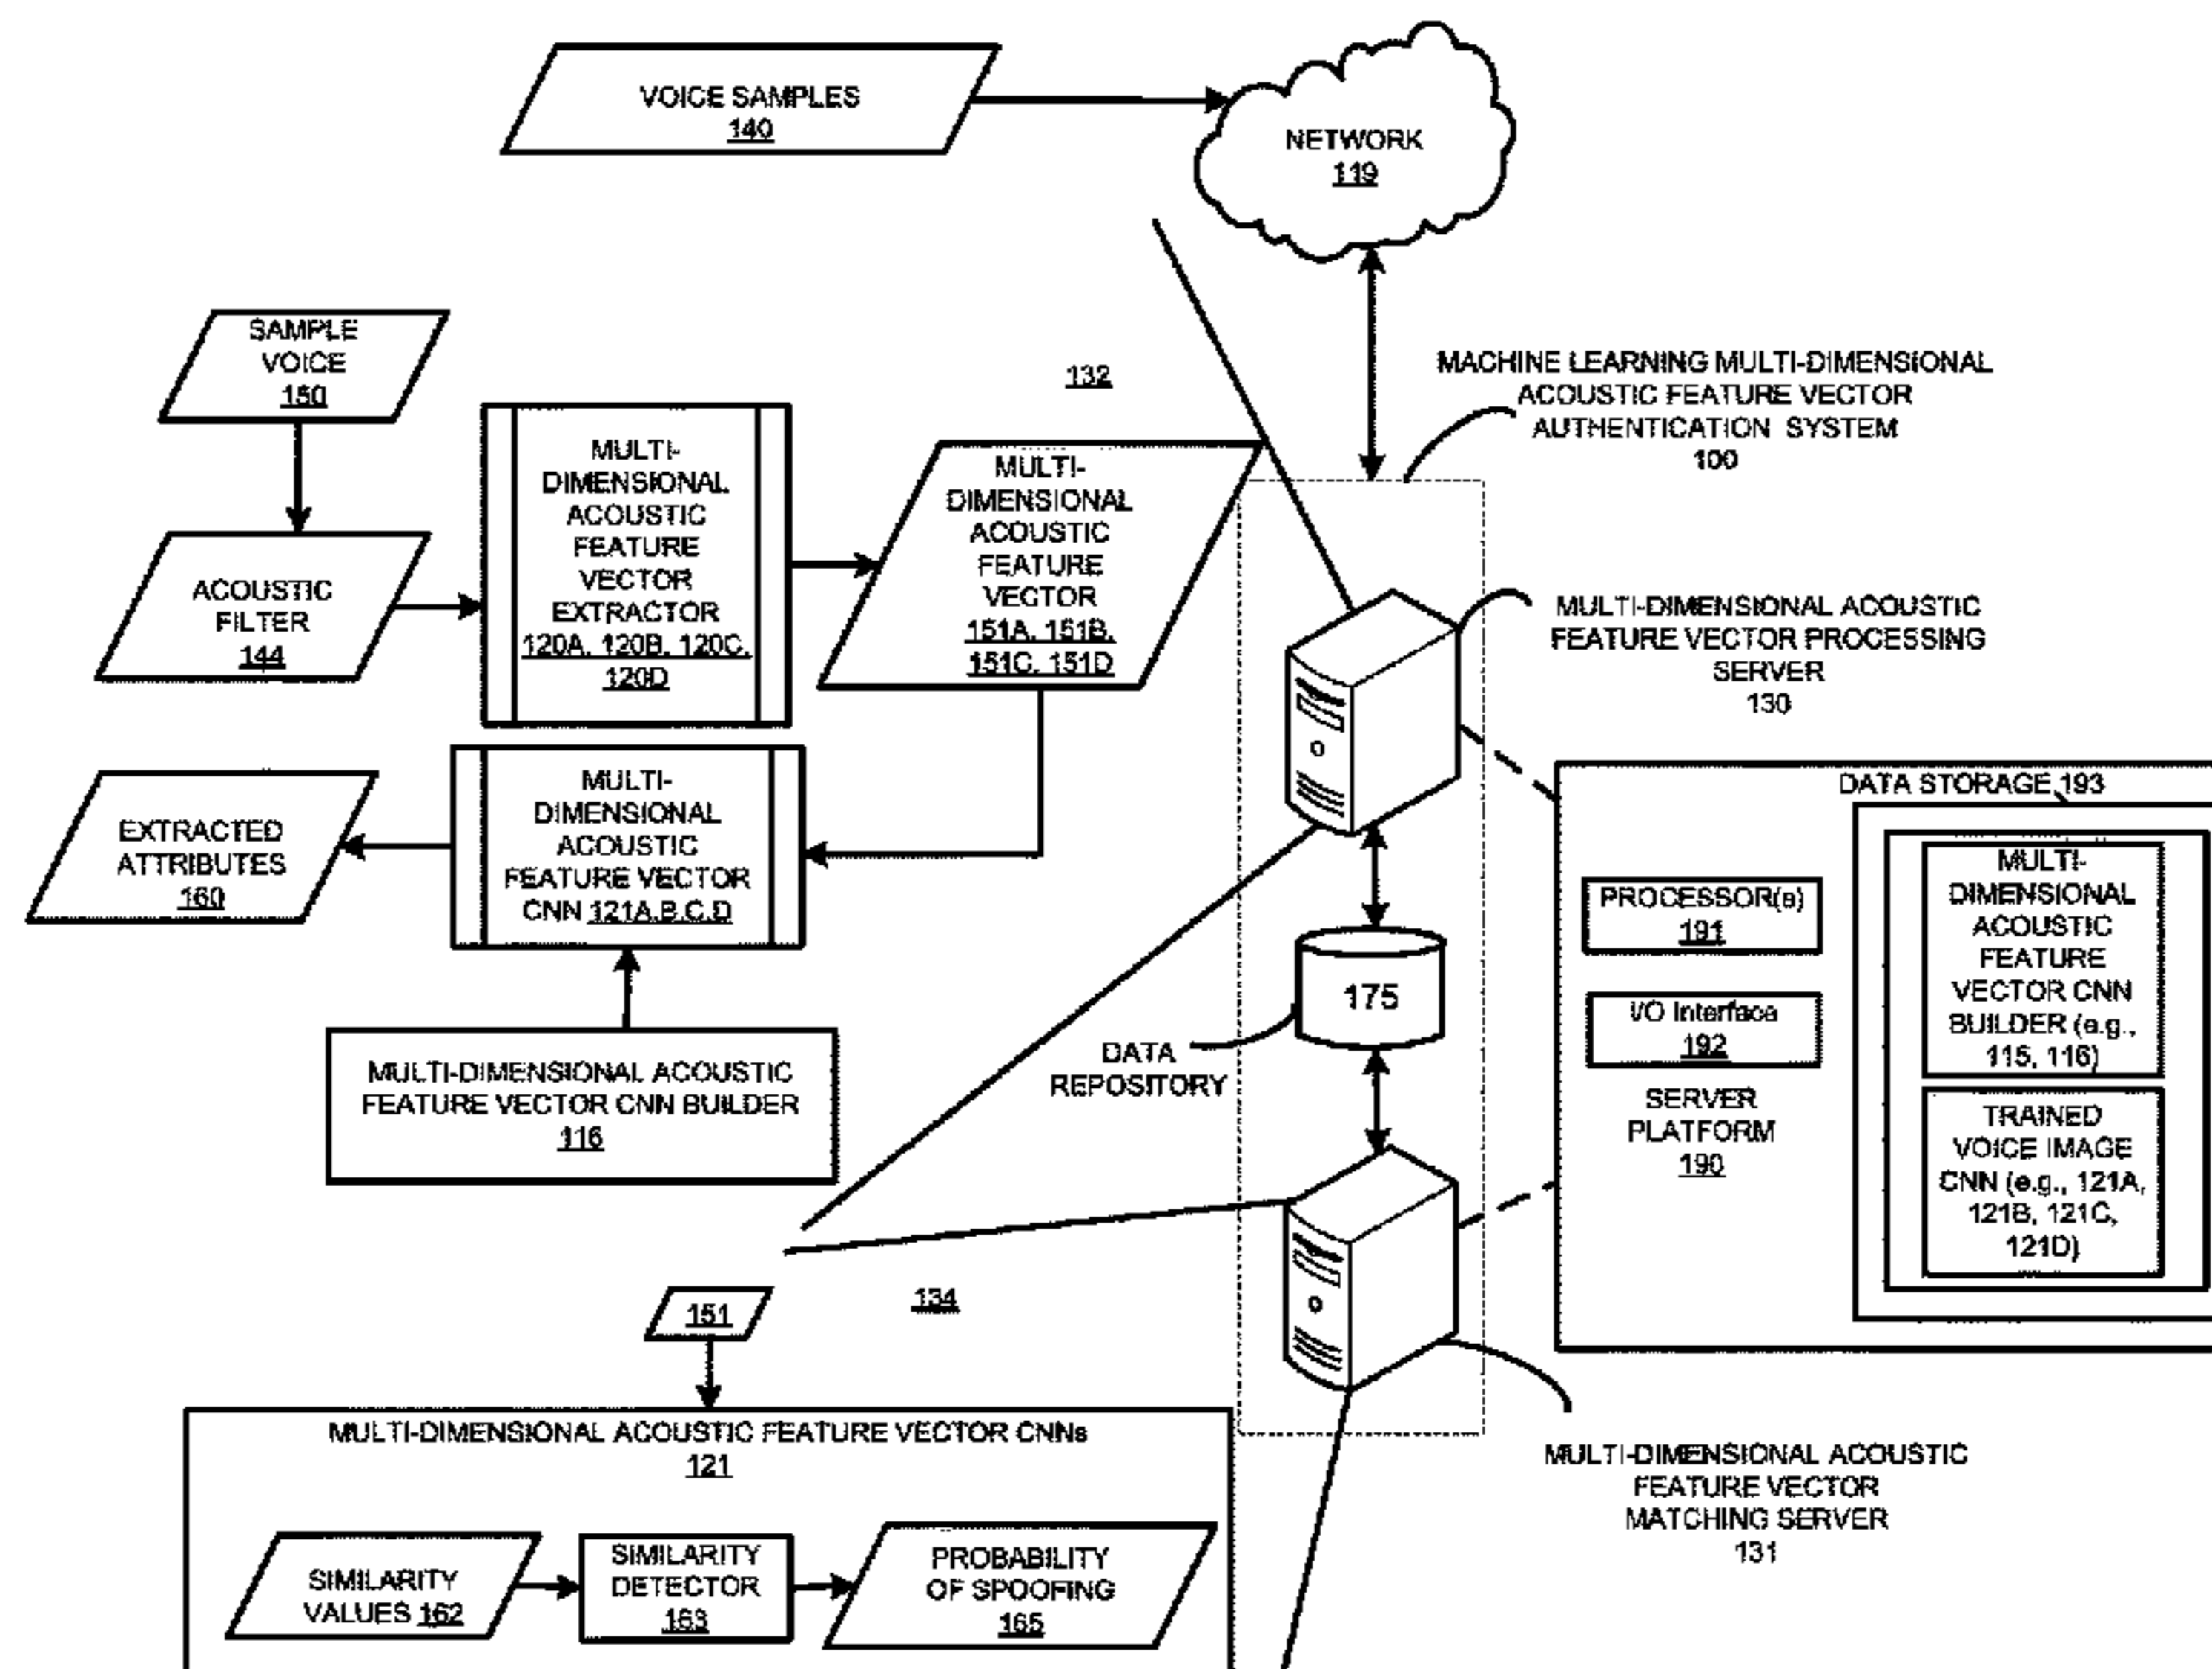 VOICE SAMPLES
140
NETWORK
119
SAMPLE
VOICE
150
132
MACHINE LEARNING MULTI-DIMENSIONAL
ACOUSTIC FEATURE VECTOR
AUTHENTICATION SYSTEM
100
MULTI-
DIMENSIONAL
ACOUSTIC
FEATURE
VECTOR
EXTRACTOR
120A, 120B, 120C,
120D
MULTI-
DIMENSIONAL
ACOUSTIC
FEATURE
VECTOR
151A, 151B,
151C, 151D
ACOUSTIC
FILTER
144
MULTI-DIMENSIONAL ACOUSTIC
FEATURE VECTOR PROCESSING
SERVER
130
EXTRACTED
ATTRIBUTES
160
MULTI-
DIMENSIONAL
ACOUSTIC
FEATURE VECTOR
CNN 121A,B,C,D
DATA STORAGE 193
PROCESSOR(s)
191
I/O Interface
192
SERVER
PLATFORM
190
MULTI-
DIMENSIONAL
ACOUSTIC
FEATURE
VECTOR CNN
BUILDER (e.g.,
115, 116)
TRAINED
VOICE IMAGE
CNN (e.g., 121A,
121B, 121C,
121D)
175
DATA
REPOSITORY
MULTI-DIMENSIONAL ACOUSTIC
FEATURE VECTOR CNN BUILDER
116
151
134
MULTI-DIMENSIONAL ACOUSTIC FEATURE VECTOR CNNs
121
SIMILARITY
VALUES 162
SIMILARITY
DETECTOR
163
PROBABILITY
OF SPOOFING
165
MULTI-DIMENSIONAL ACOUSTIC
FEATURE VECTOR
MATCHING SERVER
131